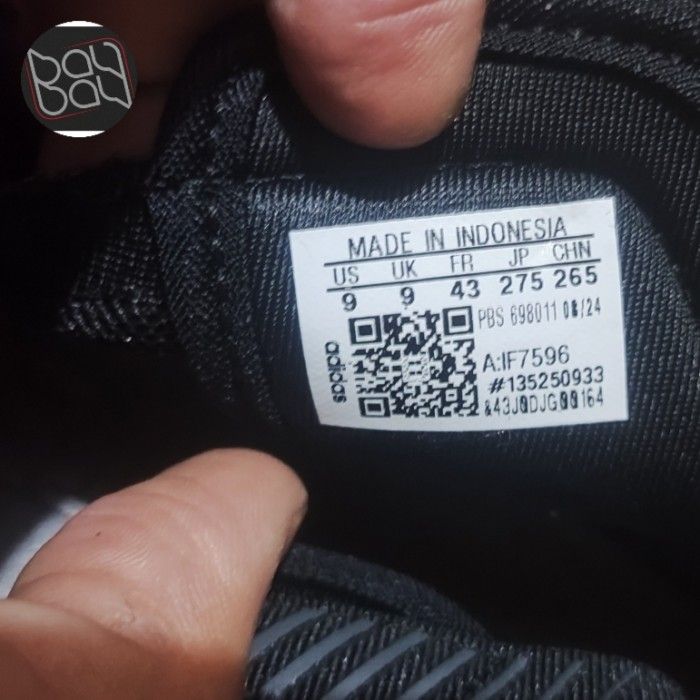 bay
bay
MADE IN INDONESIA
US UK FR JP CHN
9 9 43 275 265
PBS 698011 08/24
adidas
A:IF7596
#135250933
&43J0DJG00164